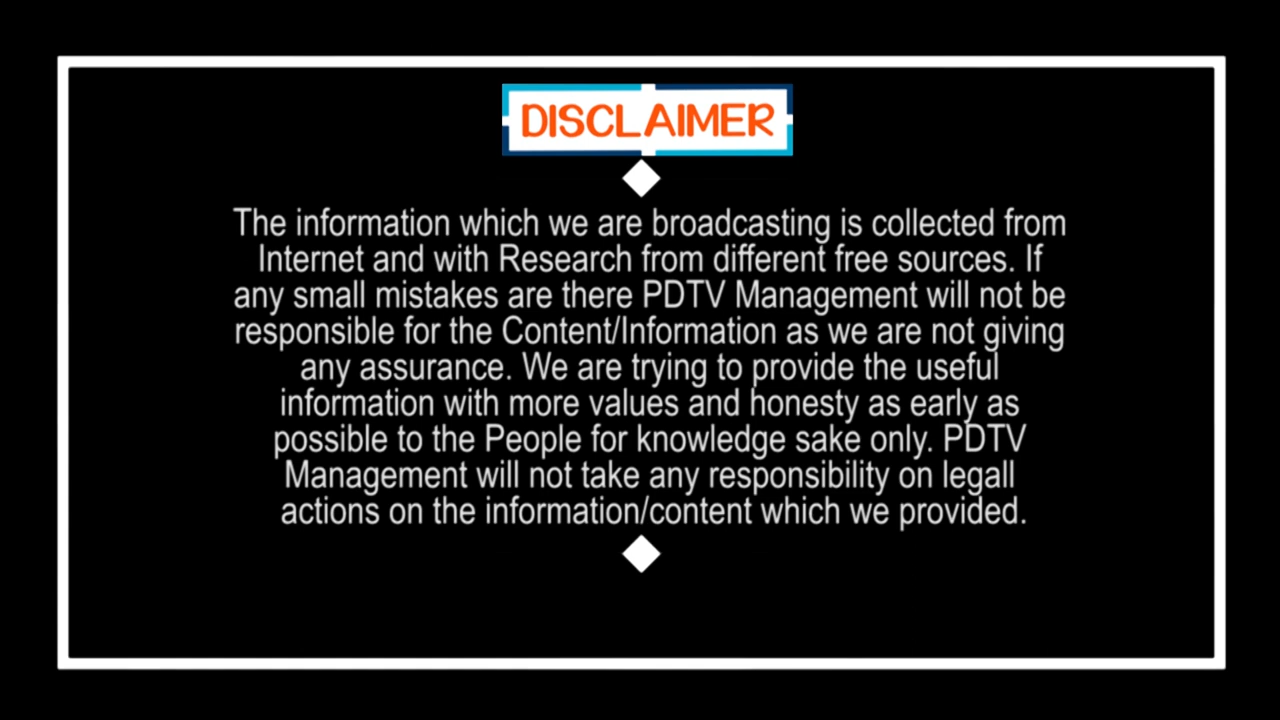 DISCLAIMER
The information which we are broadcasting is collected from
Internet and with Research from different free sources. If
any small mistakes are there PDTV Management will not be
responsible for the Content/Information as we are not giving
any assurance. We are trying to provide the useful
information with more values and honesty as early as
possible to the People for knowledge sake only. PDTV
Management will not take any responsibility on legall
actions on the information/content which we provided.